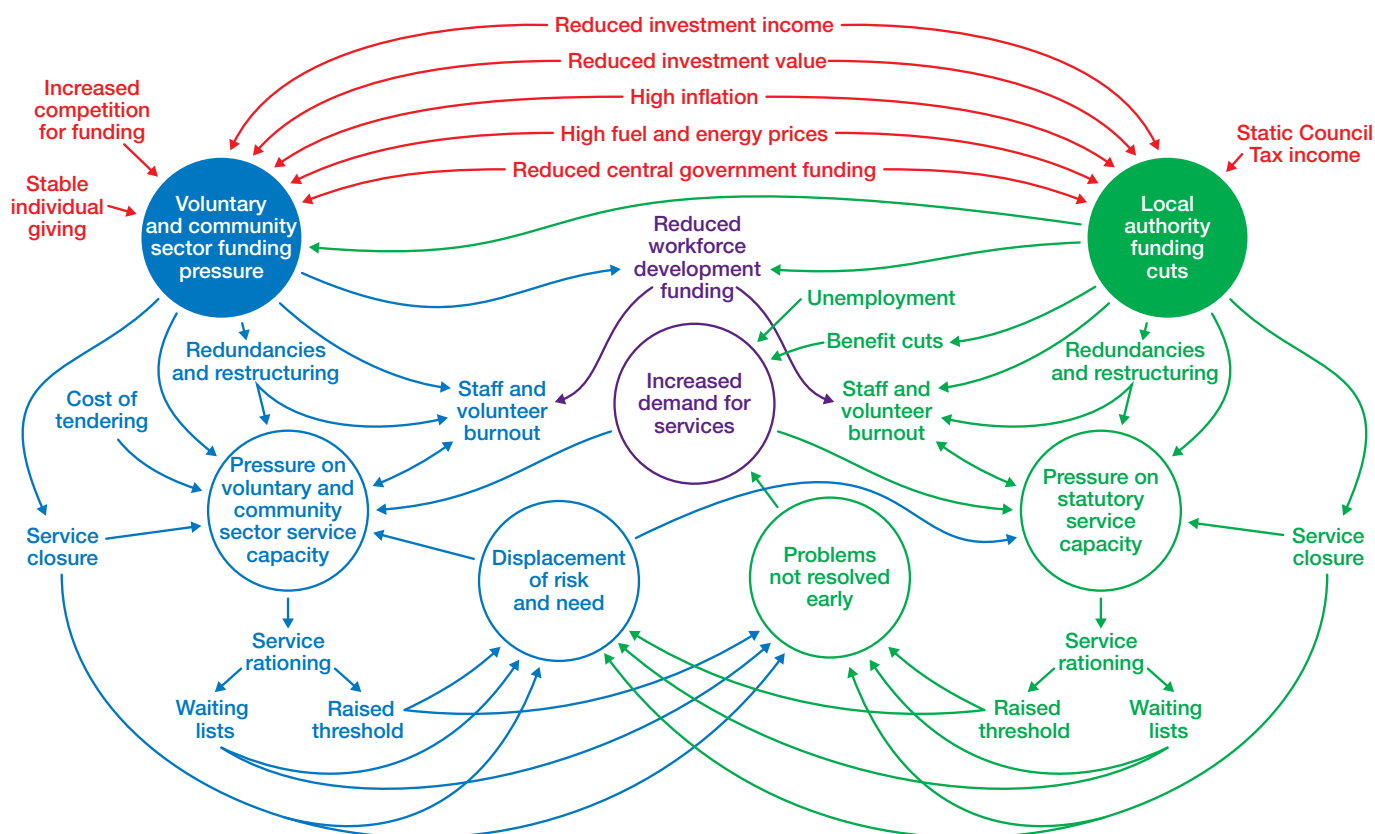 Reduced investment income
Reduced investment value
High inflation
High fuel and energy prices
Reduced central government funding
Increased
competition
for funding
Stable
individual
giving
Static Council
Tax income
Voluntary
and community
sector funding
pressure
Local
authority
funding
cuts
Reduced
workforce
development
funding
Unemployment
Benefit cuts
Redundancies
and restructuring
Cost of
tendering
Staff and
volunteer
burnout
Increased
demand for
services
Staff and
volunteer
burnout
Redundancies
and restructuring
Pressure on
voluntary and
community
sector service
capacity
Pressure on
statutory
service
capacity
Service
closure
Displacement
of risk
and need
Problems
not resolved
early
Service
closure
Service
rationing
Waiting
lists
Raised
threshold
Service
rationing
Raised
threshold
Waiting
lists